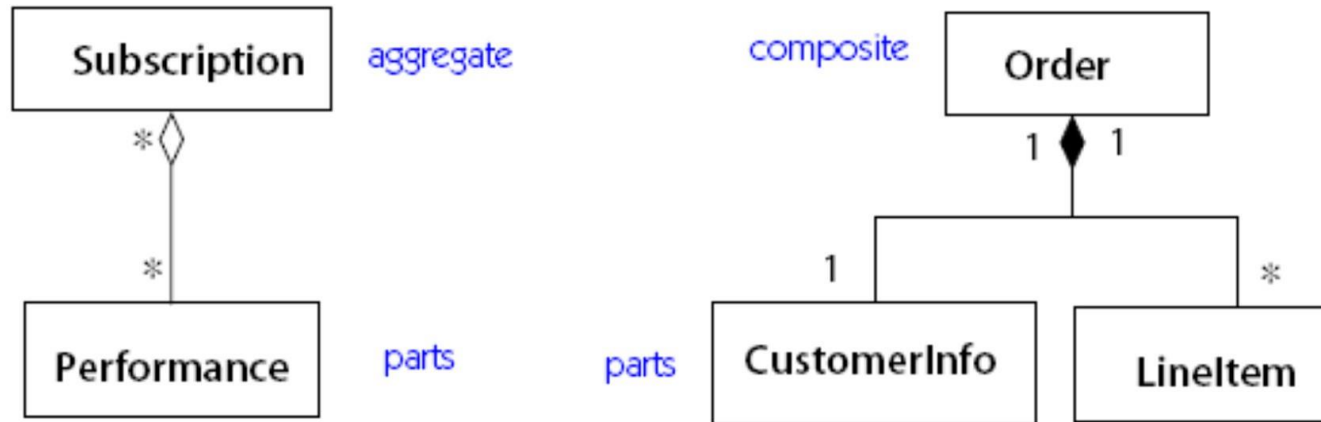 Subscription
aggregate
composite
Order
*
1
1
*
1
*
Performance
parts
parts
CustomerInfo
LineItem